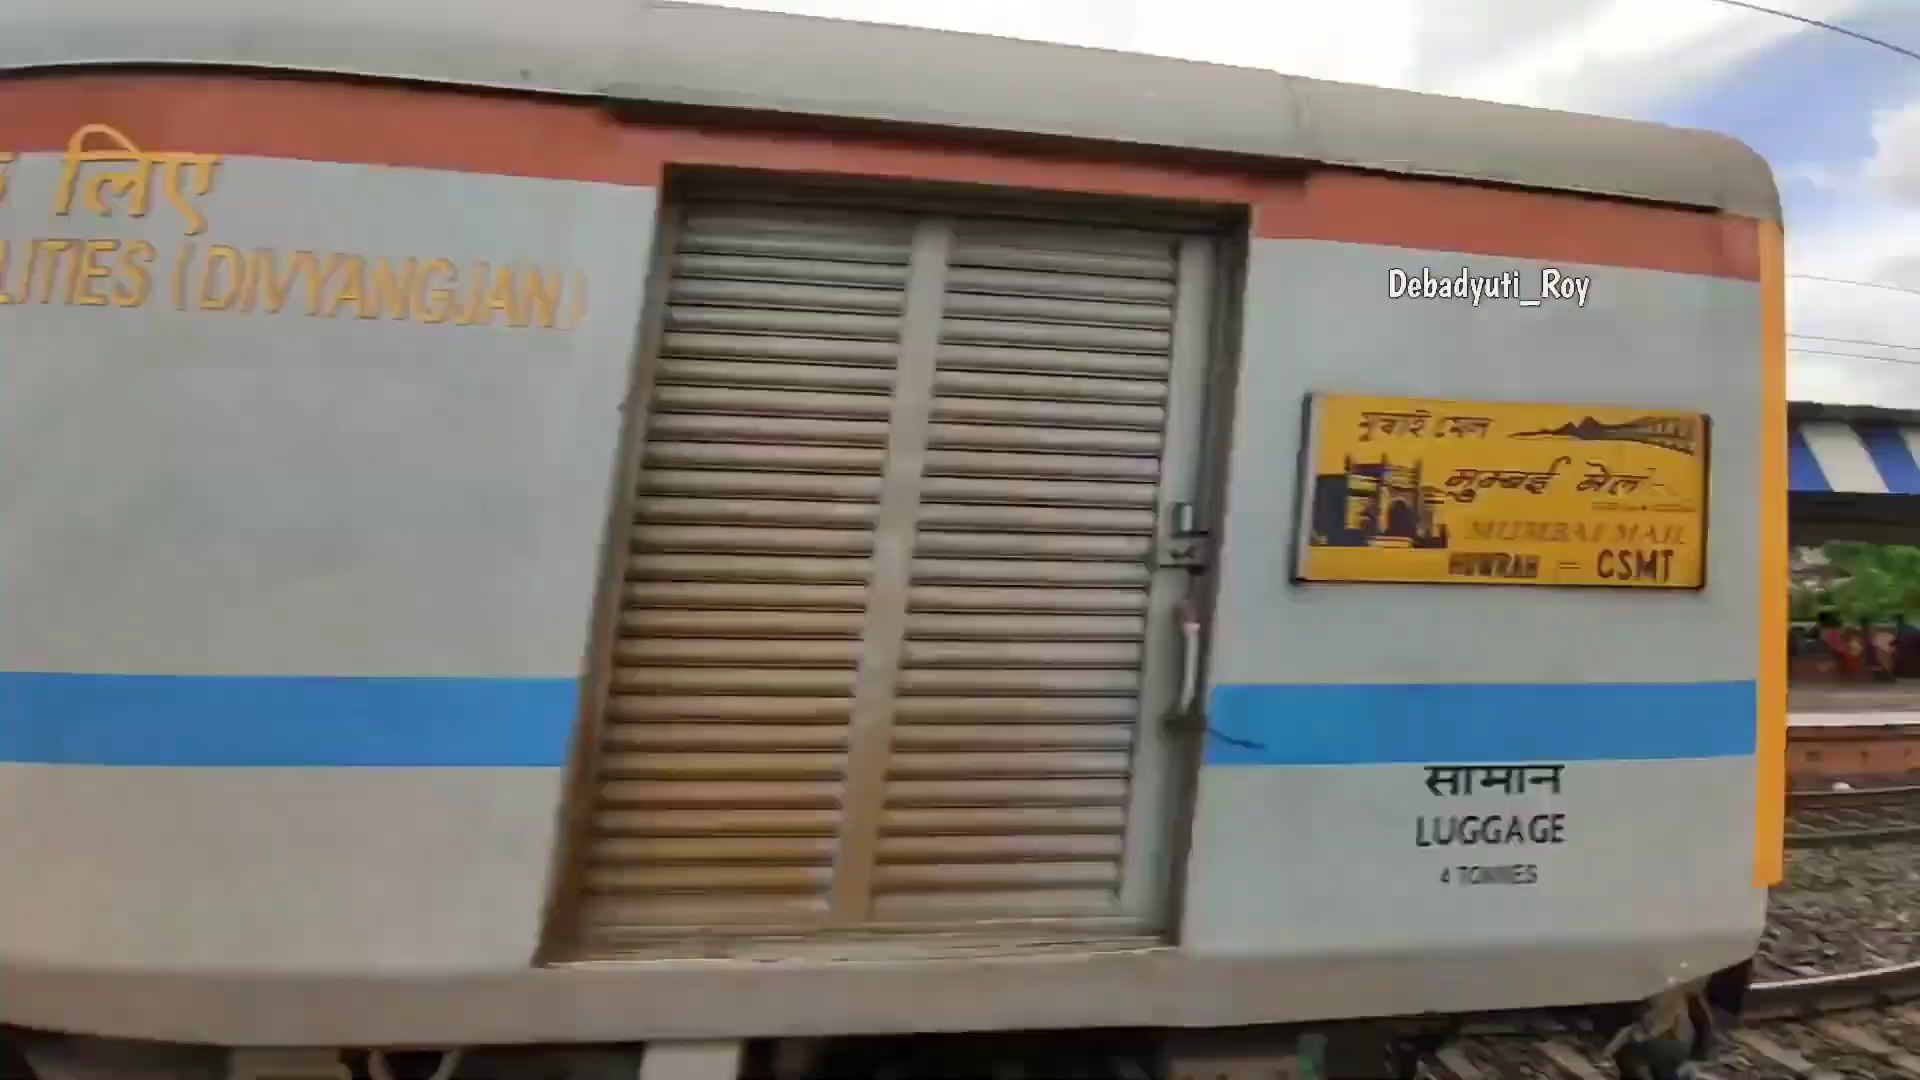 लिए
LITIES (DIVYANGJAN)
Debadyuti_Roy
मुम्बई मेल
MUMBAI MAIL
HOWRAH - CSMT
सामान
LUGGAGE
4 TONNES